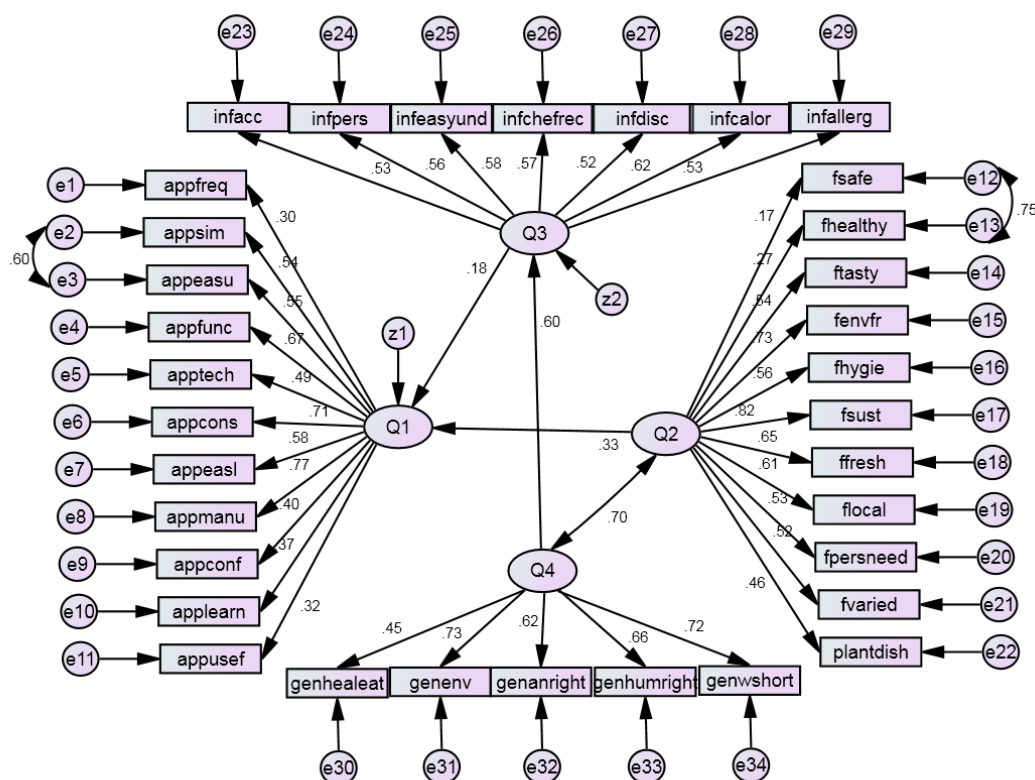 e23 e24 e25 e26 e27 e28 e29
infacc infpers infeasyund infchefrec infdisc infcalor infallerg
.53 .56 .58 .57 .52 .62 .53
e1 appfreq .30
e2 appsim .54
.60
e3 appeasu .55
e4 appfunc .67
e5 apptech .49
e6 appcons .71
e7 appeasl .58
e8 appmanu .77
e9 appconf .40
e10 applearn .37
e11 appusef .32
Q3
z2
.18
.60
z1
Q1
.33
Q2
.70
Q4
.17 fsafe e12
.75
.27 fhealthy e13
.54 ftasty e14
.73 fenvfr e15
.56 fhygie e16
.82 fsust e17
.65 ffresh e18
.61 flocal e19
.53 fpersneed e20
.52 fvaried e21
.46 plantdish e22
.45 .73 .62 .66 .72
genhealeat genenv genanright genhumright genwshort
e30 e31 e32 e33 e34